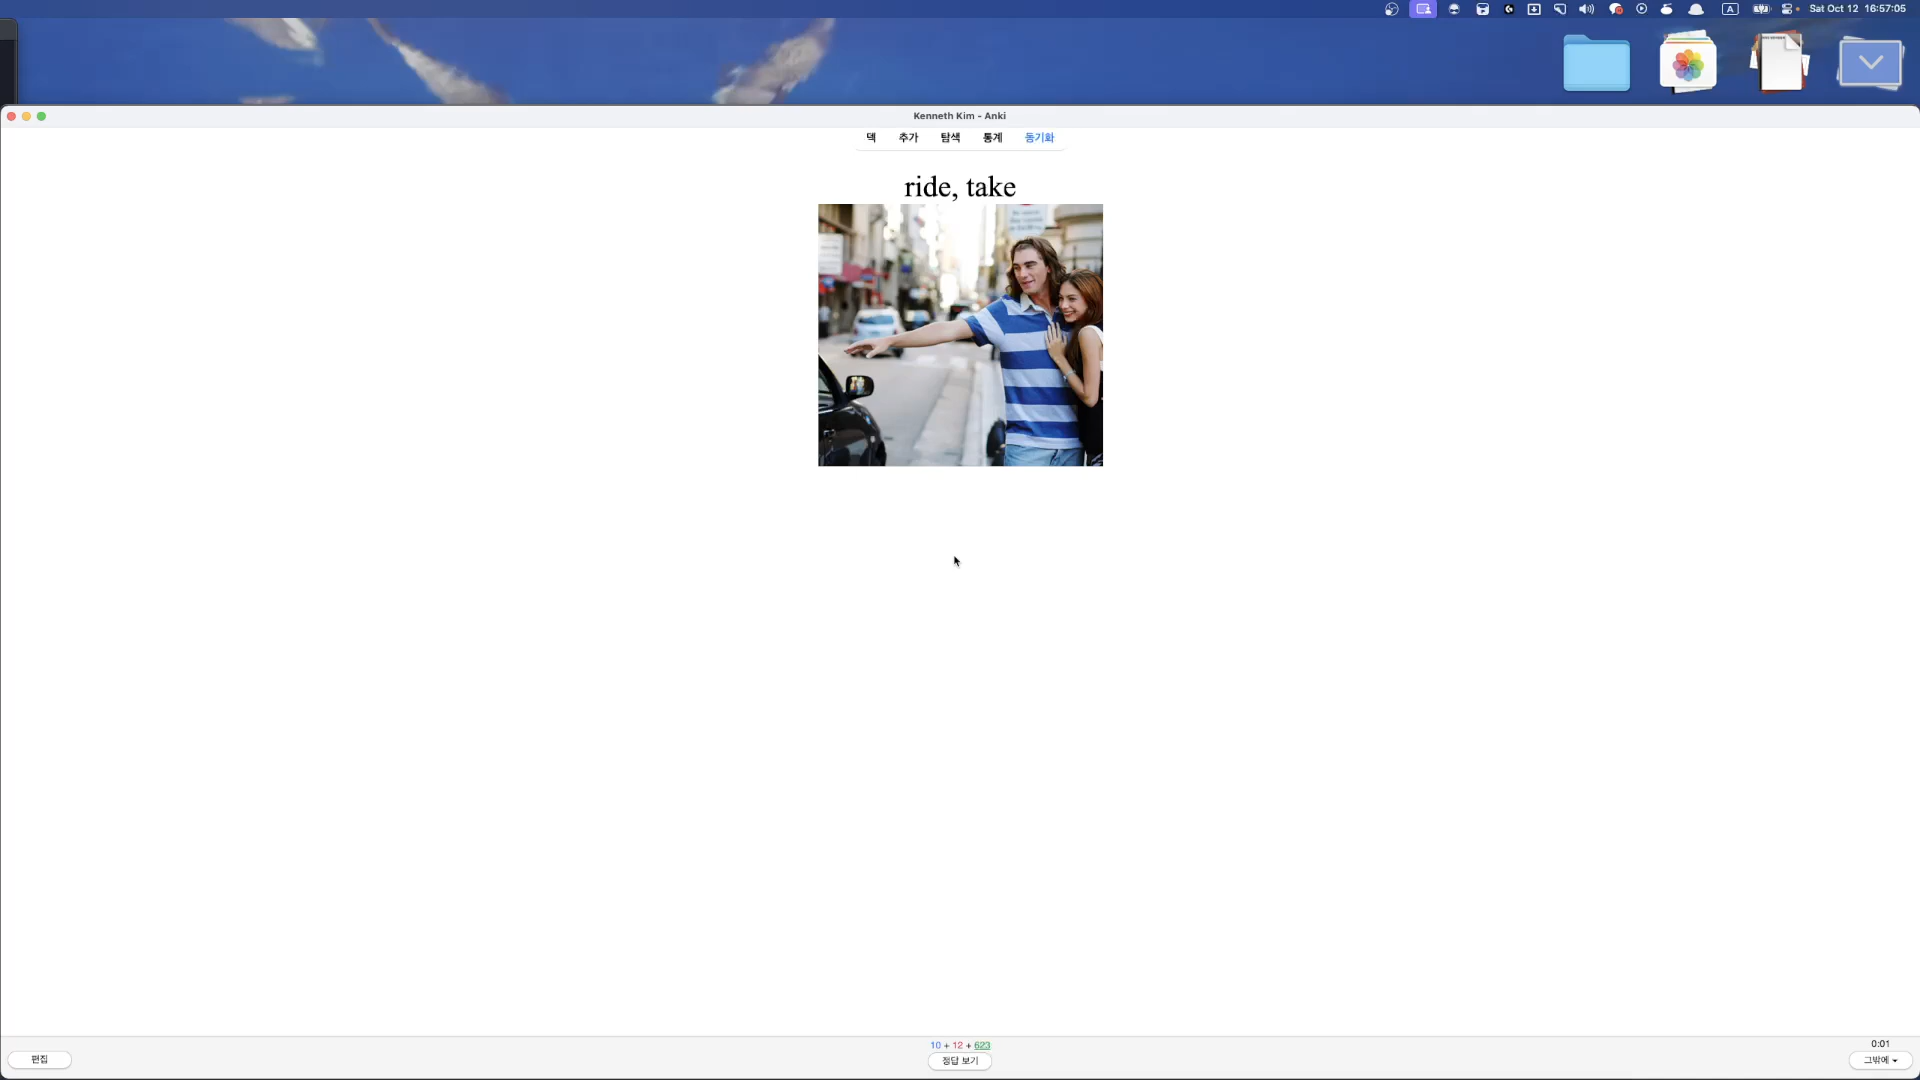 A
Sat Oct 12 16:57:05
Kenneth Kim - Anki
덱 추가 탐색 통계 동기화
ride, take
10 + 12 + 623
편집
정답 보기
0:01
그밖에